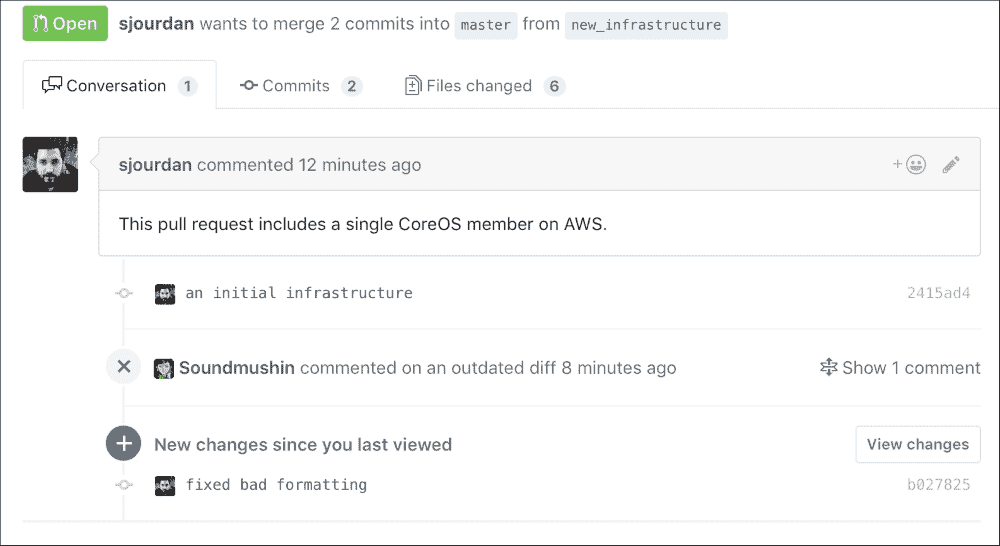 Open sjourdan wants to merge 2 commits into master from new_infrastructure
Conversation 1 Commits 2 Files changed 6
sjourdan commented 12 minutes ago
This pull request includes a single CoreOS member on AWS.
an initial infrastructure 2415ad4
Soundmushin commented on an outdated diff 8 minutes ago Show 1 comment
New changes since you last viewed View changes
fixed bad formatting b027825